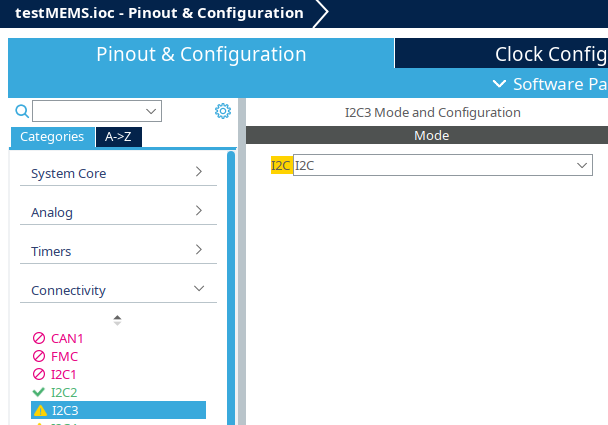 testMEMS.ioc - Pinout & Configuration
Pinout & Configuration
Clock Config
Software Pa
I2C3 Mode and Configuration
Categories A->Z
Mode
I2C I2C
System Core
Analog
Timers
Connectivity
CAN1
FMC
I2C1
I2C2
I2C3